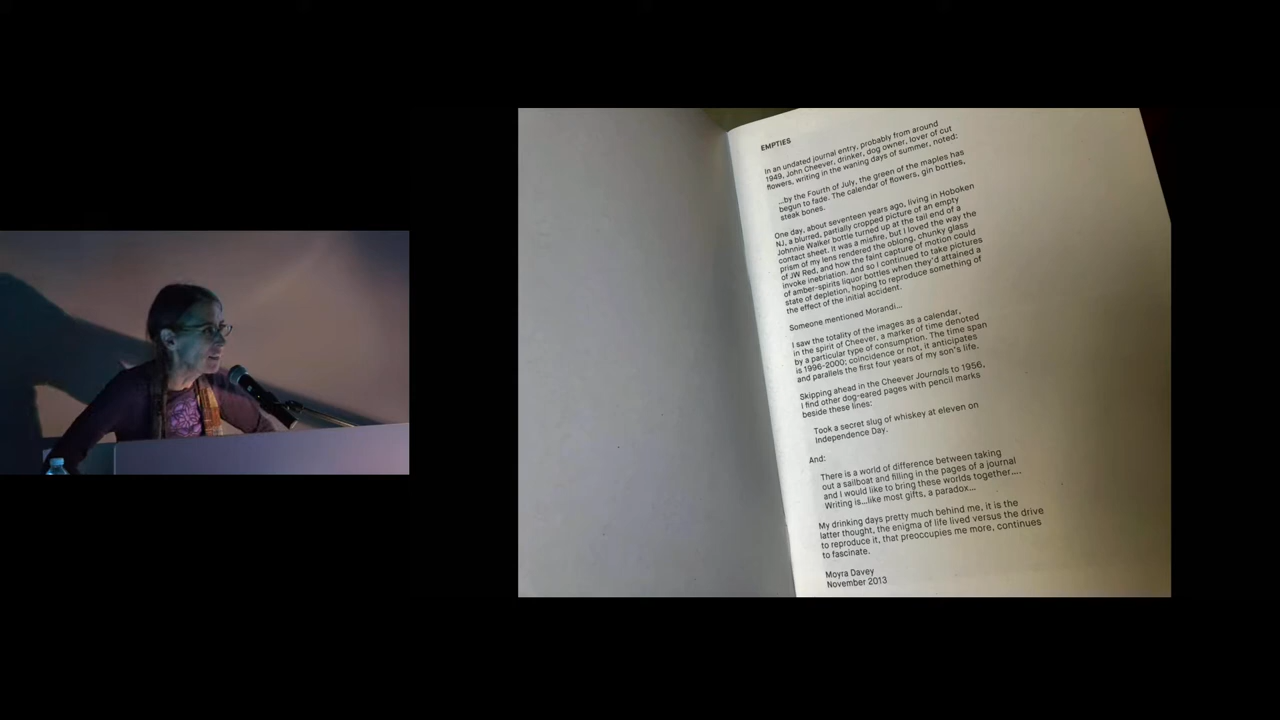 EMPTIES
In an undated journal entry, probably from around
1949, John Cheever, drinker, dog owner, lover of cut
flowers, writing in the waning days of summer, noted:
...by the Fourth of July, the green of the maples has
begun to fade. The calendar of flowers, gin bottles,
steak bones.
One day, about seventeen years ago, living in Hoboken
NJ, a blurred, partially cropped picture of an empty
Johnnie Walker bottle turned up at the tail end of a
contact sheet. It was a misfire, but I loved the way the
prism of my lens rendered the oblong, chunky glass
of JW Red, and how the faint capture of motion could
invoke inebriation. And so I continued to take pictures
of amber-spirits liquor bottles when they'd attained a
state of depletion, hoping to reproduce something of
the effect of the initial accident.
Someone mentioned Morandi...
I saw the totality of the images as a calendar,
in the spirit of Cheever, a marker of time denoted
by a particular type of consumption. The time span
is 1996-2000; coincidence or not, it anticipates
and parallels the first four years of my son's life.
Skipping ahead in the Cheever Journals to 1956,
I find other dog-eared pages with pencil marks
beside these lines:
Took a secret slug of whiskey at eleven on
Independence Day.
And:
There is a world of difference between taking
out a sailboat and filling in the pages of a journal
and I would like to bring these worlds together....
Writing is...like most gifts, a paradox...
My drinking days pretty much behind me, it is the
latter thought, the enigma of life lived versus the drive
to reproduce it, that preoccupies me more, continues
to fascinate.
Moyra Davey
November 2013